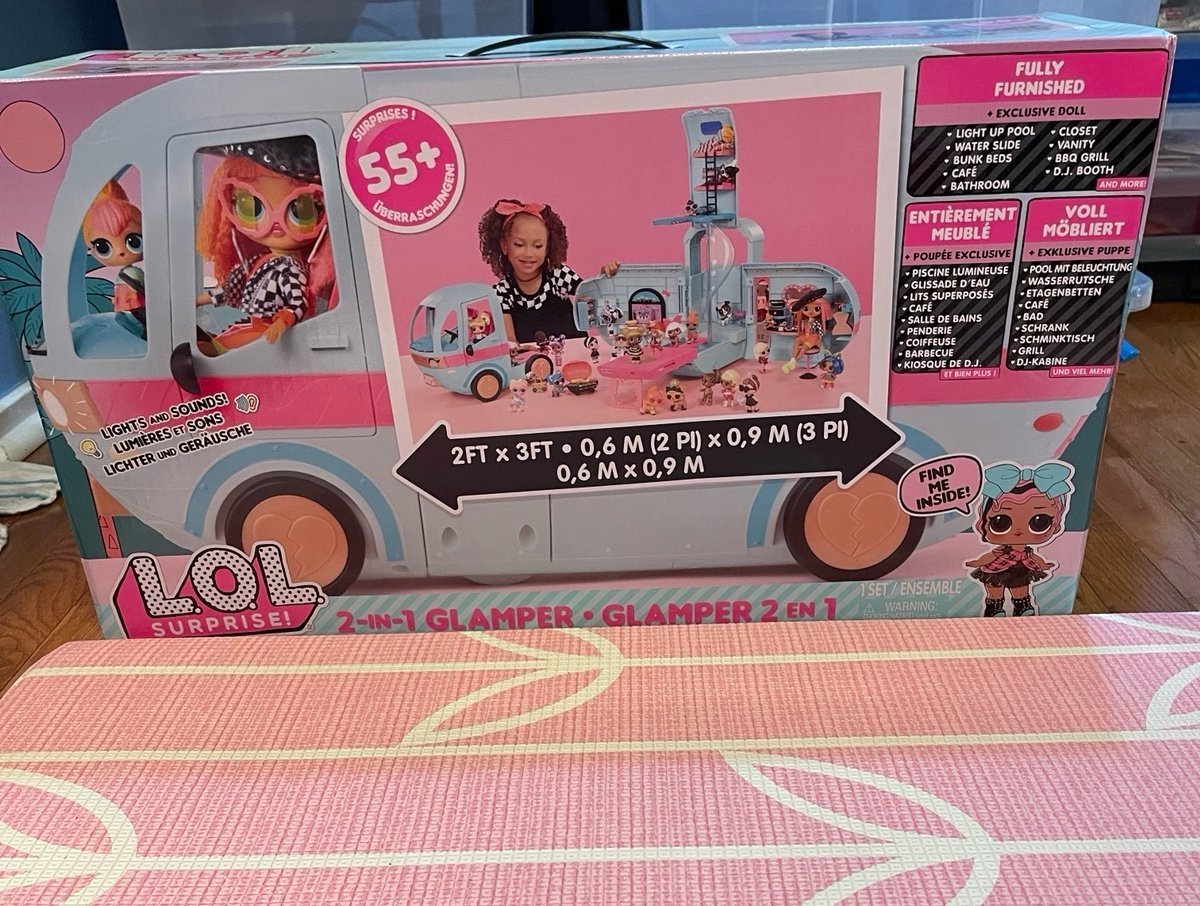 SURPRISES!
55+
ÜBERRASCHUNGEN!
FULLY
FURNISHED
+ EXCLUSIVE DOLL
• LIGHT UP POOL
• WATER SLIDE
• BUNK BEDS
• CAFÉ
• BATHROOM
• CLOSET
• VANITY
• BBQ GRILL
• D.J. BOOTH
AND MORE!
ENTIÈREMENT
MEUBLÉ
+ POUPÉE EXCLUSIVE
• PISCINE LUMINEUSE
• GLISSADE D'EAU
• LITS SUPERPOSÉS
• CAFÉ
• SALLE DE BAINS
• PENDERIE
• COIFFEUSE
• BARBECUE
• KIOSQUE DE D.J.
ET BIEN PLUS !
VOLL
MÖBLIERT
+ EXKLUSIVE PUPPE
• POOL MIT BELEUCHTUNG
• WASSERRUTSCHE
• ETAGENBETTEN
• CAFÉ
• BAD
• SCHRANK
• SCHMINKTISCH
• GRILL
• DJ-KABINE
UND VIEL MEHR!
LIGHTS AND SOUNDS!
LUMIÈRES ET SONS
LICHTER UND GERÄUSCHE
2FT x 3FT • 0,6 M (2 PI) x 0,9 M (3 PI)
0,6 M x 0,9 M
FIND
ME
INSIDE!
L.O.L.
SURPRISE!
2-IN-1 GLAMPER • GLAMPER 2 EN 1
1 SET / ENSEMBLE
WARNING: